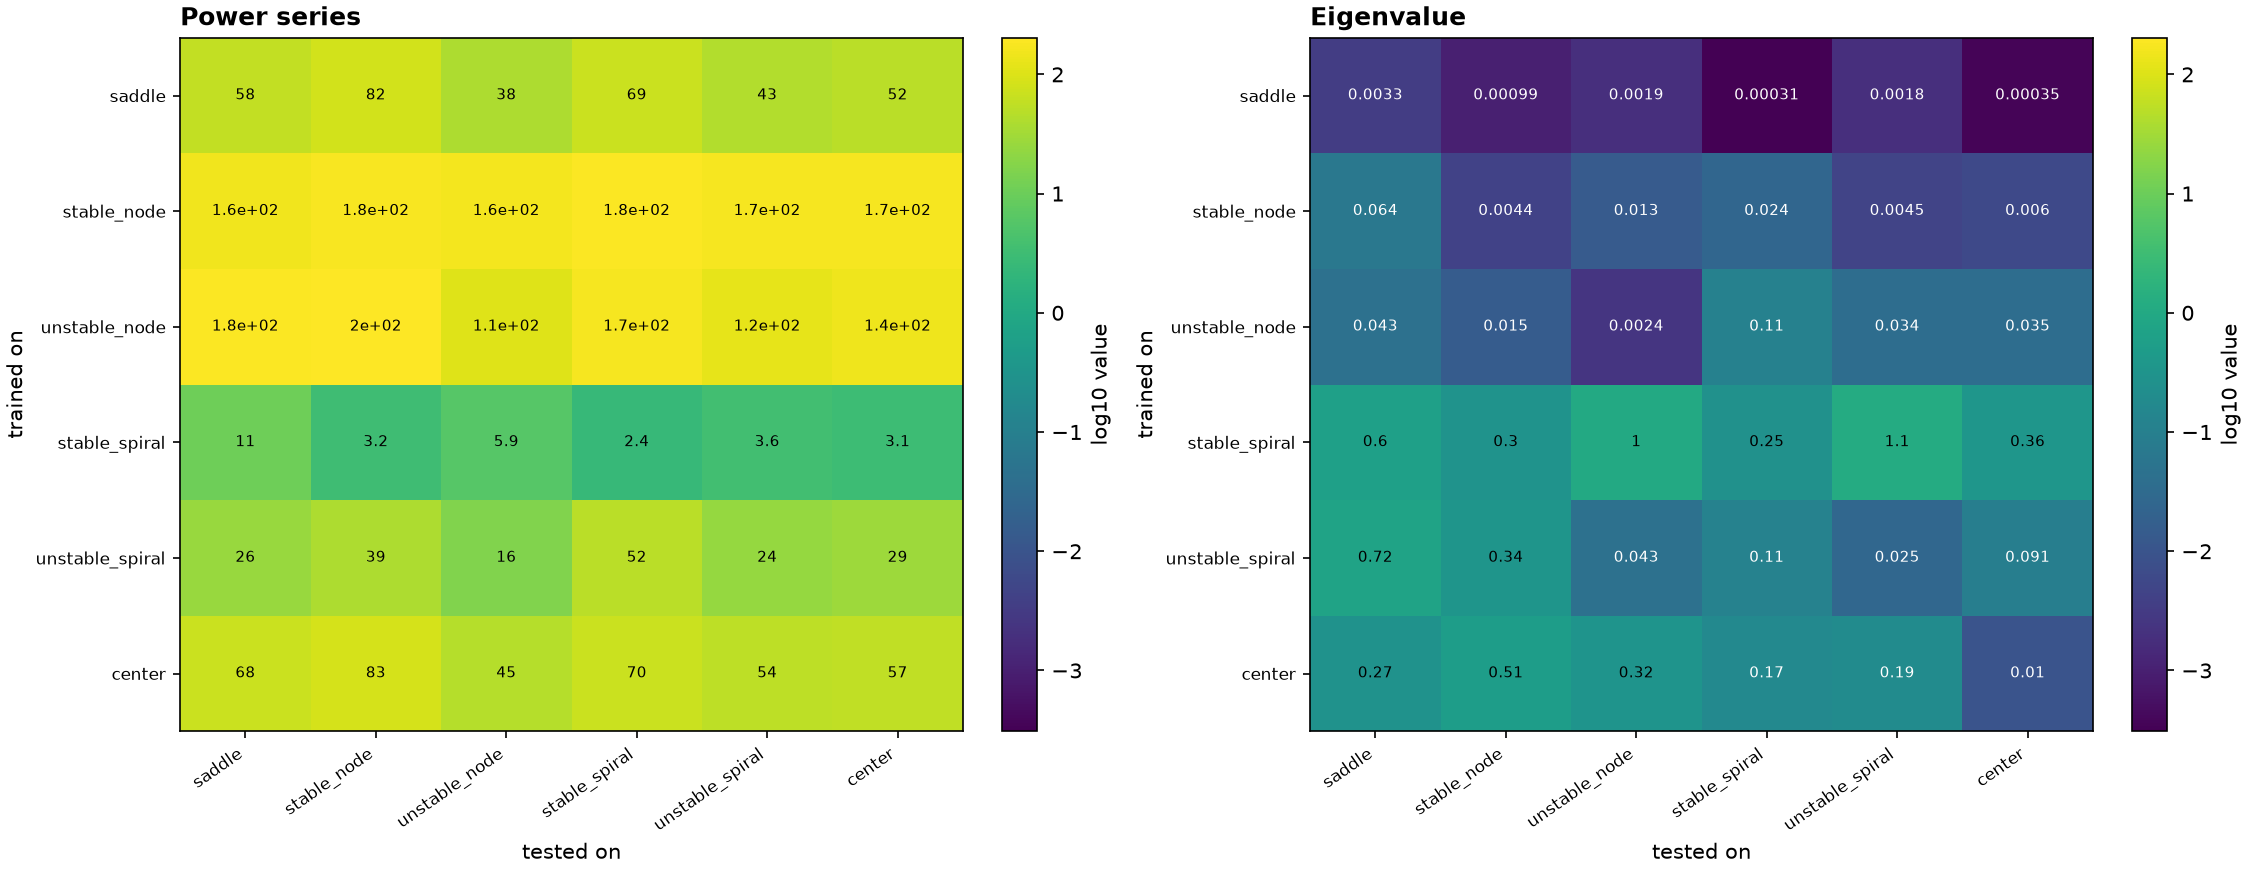 Power series
trained on
saddle 58 82 38 69 43 52
stable_node 1.6e+02 1.8e+02 1.6e+02 1.8e+02 1.7e+02 1.7e+02
unstable_node 1.8e+02 2e+02 1.1e+02 1.7e+02 1.2e+02 1.4e+02
stable_spiral 11 3.2 5.9 2.4 3.6 3.1
unstable_spiral 26 39 16 52 24 29
center 68 83 45 70 54 57
saddle stable_node unstable_node stable_spiral unstable_spiral center
tested on
2
1
0
−1
−2
−3
log10 value
Eigenvalue
trained on
saddle 0.0033 0.00099 0.0019 0.00031 0.0018 0.00035
stable_node 0.064 0.0044 0.013 0.024 0.0045 0.006
unstable_node 0.043 0.015 0.0024 0.11 0.034 0.035
stable_spiral 0.6 0.3 1 0.25 1.1 0.36
unstable_spiral 0.72 0.34 0.043 0.11 0.025 0.091
center 0.27 0.51 0.32 0.17 0.19 0.01
saddle stable_node unstable_node stable_spiral unstable_spiral center
tested on
2
1
0
−1
−2
−3
log10 value